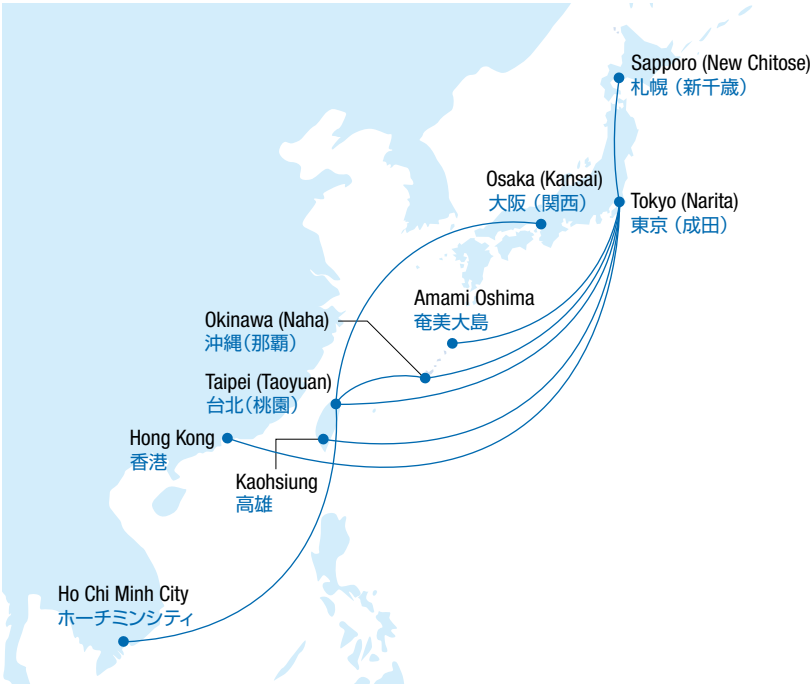 Sapporo (New Chitose)
札幌（新千歳）
Osaka (Kansai)
大阪（関西）
Tokyo (Narita)
東京（成田）
Amami Oshima
奄美大島
Okinawa (Naha)
沖縄（那覇）
Taipei (Taoyuan)
台北（桃園）
Hong Kong
香港
Kaohsiung
高雄
Ho Chi Minh City
ホーチミンシティ